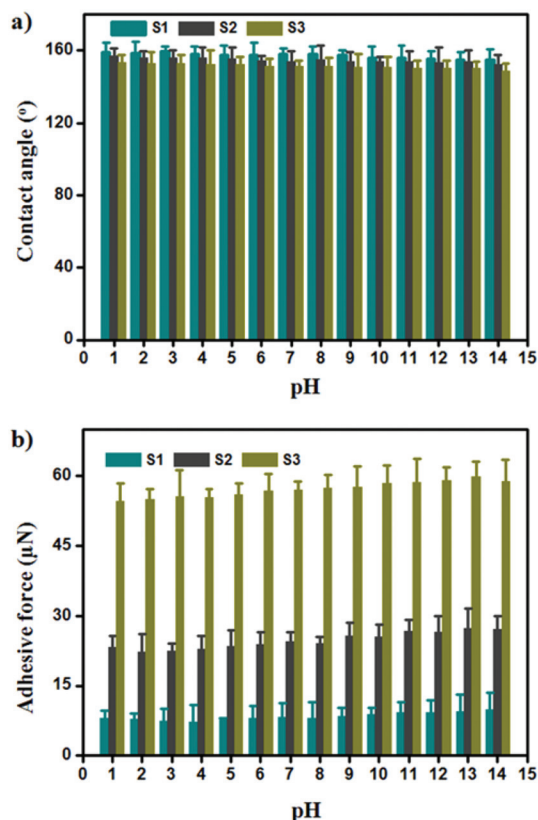 a)
S1 S2 S3
160
120
80
40
0
Contact angle (º)
0 1 2 3 4 5 6 7 8 9 10 11 12 13 14 15
pH
b)
S1 S2 S3
60
45
30
15
0
Adhesive force (μN)
0 1 2 3 4 5 6 7 8 9 10 11 12 13 14 15
pH